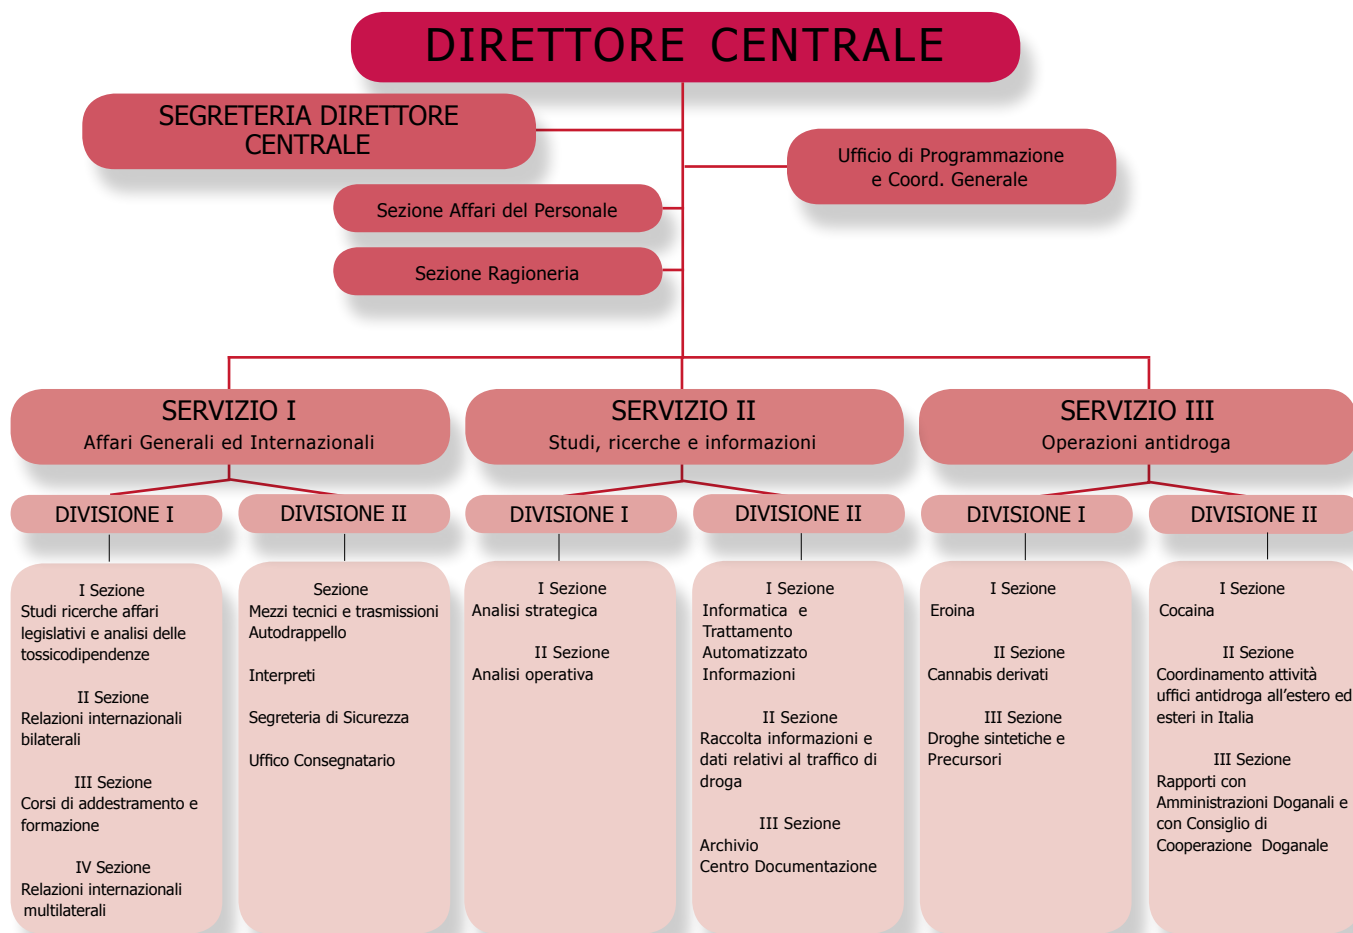 DIRETTORE CENTRALE
SEGRETERIA DIRETTORE
CENTRALE
Ufficio di Programmazione
e Coord. Generale
Sezione Affari del Personale
Sezione Ragioneria
SERVIZIO I
Affari Generali ed Internazionali
SERVIZIO II
Studi, ricerche e informazioni
SERVIZIO III
Operazioni antidroga
DIVISIONE I
I Sezione
Studi ricerche affari
legislativi e analisi delle
tossicodipendenze
II Sezione
Relazioni internazionali
bilaterali
III Sezione
Corsi di addestramento e
formazione
IV Sezione
Relazioni internazionali
multilaterali
DIVISIONE II
Sezione
Mezzi tecnici e trasmissioni
Autodrappello
Interpreti
Segreteria di Sicurezza
Uffico Consegnatario
DIVISIONE I
I Sezione
Analisi strategica
II Sezione
Analisi operativa
DIVISIONE II
I Sezione
Informatica e
Trattamento
Automatizzato
Informazioni
II Sezione
Raccolta informazioni e
dati relativi al traffico di
droga
III Sezione
Archivio
Centro Documentazione
DIVISIONE I
I Sezione
Eroina
II Sezione
Cannabis derivati
III Sezione
Droghe sintetiche e
Precursori
DIVISIONE II
I Sezione
Cocaina
II Sezione
Coordinamento attività
uffici antidroga all'estero ed
esteri in Italia
III Sezione
Rapporti con
Amministrazioni Doganali e
con Consiglio di
Cooperazione Doganale